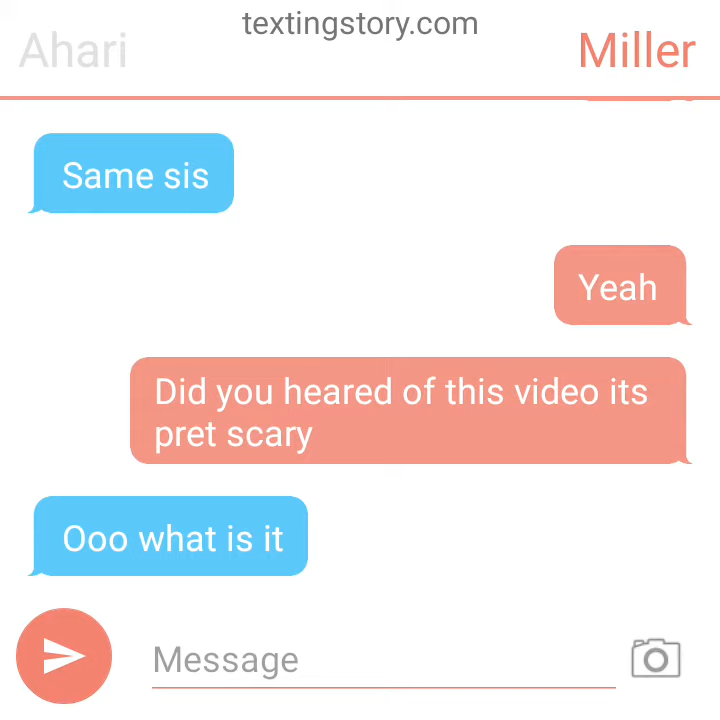 textingstory.com
Ahari
Miller
Same sis
Yeah
Did you heared of this video its
pret scary
Ooo what is it
Message